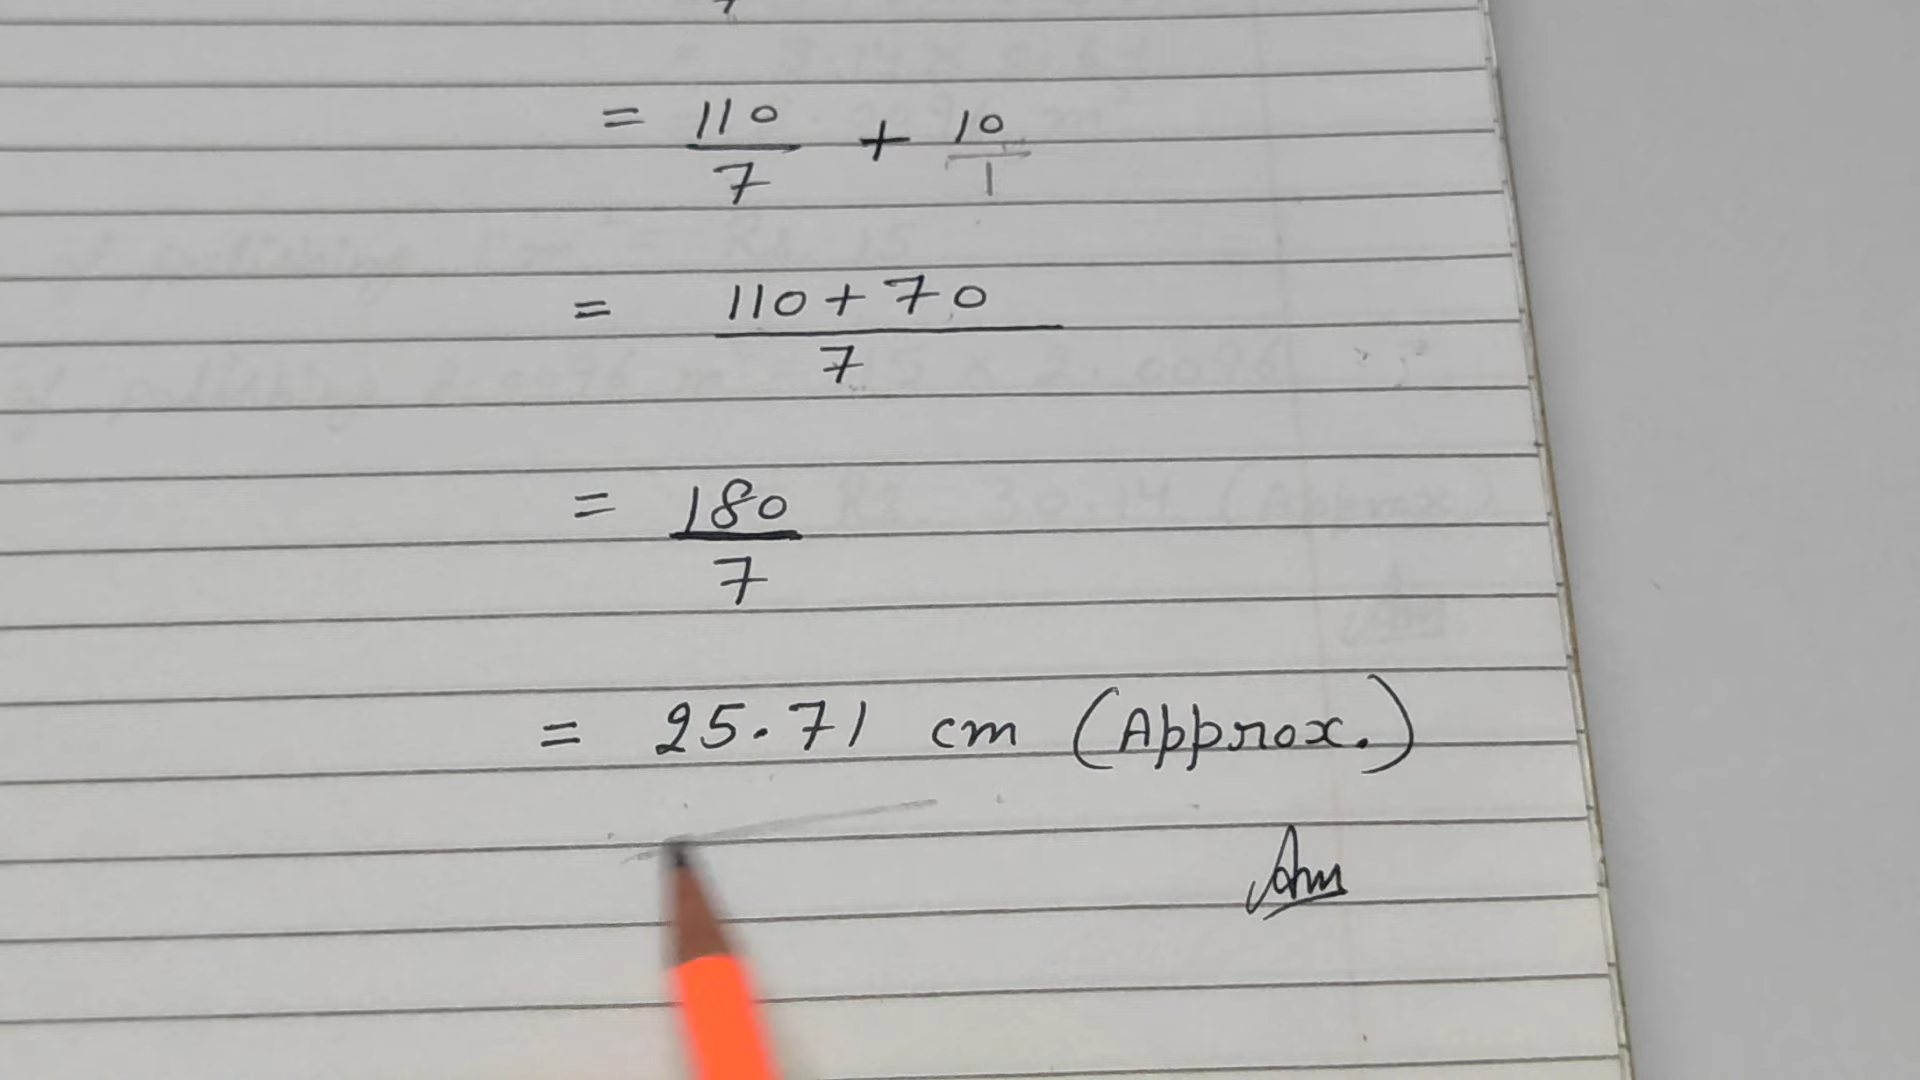 = 110/7 + 10/1
= 110 + 70 / 7
= 180/7
= 25.71 cm (Approx.)
Ans